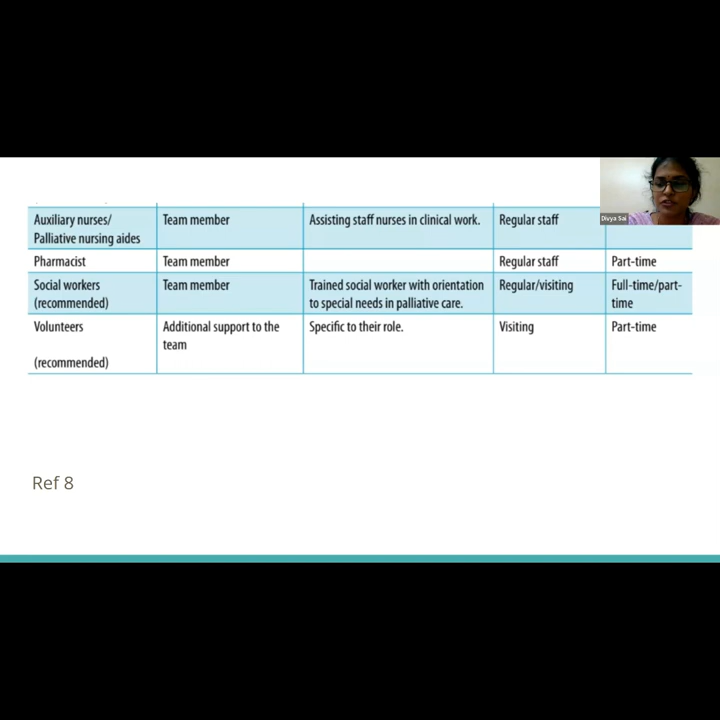 Divya Sai
Auxiliary nurses/ Team member Assisting staff nurses in clinical work. Regular staff
Palliative nursing aides
Pharmacist Team member Regular staff Part-time
Social workers Team member Trained social worker with orientation Regular/visiting Full-time/part-
(recommended) to special needs in palliative care. time
Volunteers Additional support to the Specific to their role. Visiting Part-time
team
(recommended)
Ref 8